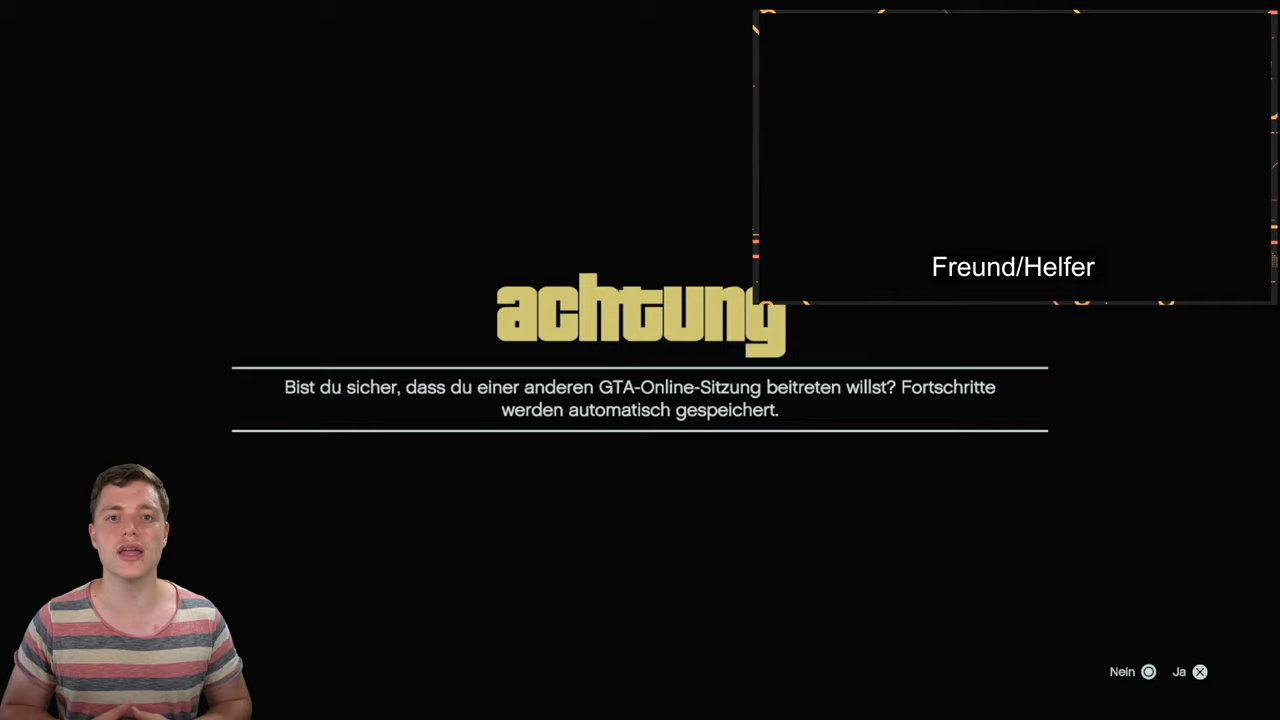 Freund/Helfer
achtung
Bist du sicher, dass du einer anderen GTA-Online-Sitzung beitreten willst? Fortschritte
werden automatisch gespeichert.
Nein Ja